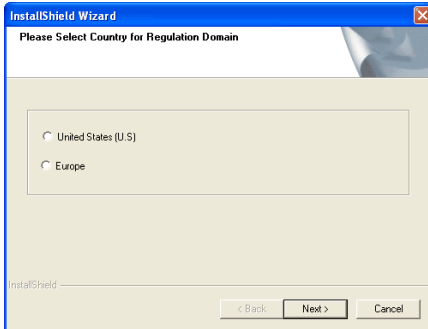 InstallShield Wizard
Please Select Country for Regulation Domain
United States (U.S)
Europe
InstallShield
< Back
Next >
Cancel